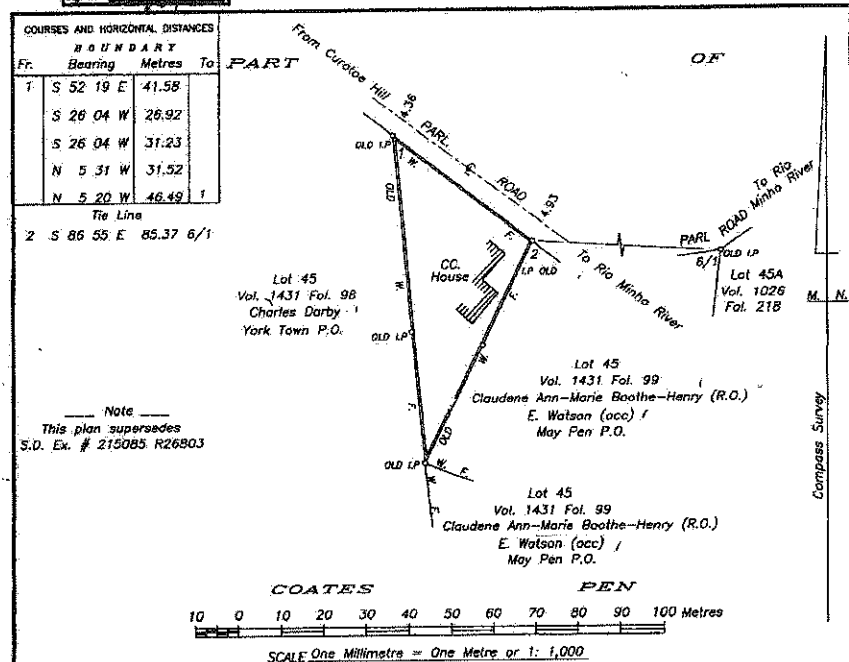 COURSES AND HORIZONTAL DISTANCES
BOUNDARY
Fr. Bearing Metres To
1 S 52 19 E 41.58
S 26 04 W 26.92
S 26 04 W 31.23
N 5 31 W 31.52
N 5 20 W 46.49 1
Tie Line
2 S 86 55 E 85.37 6/1
PART
OF
From Curatoe Hill
4.36
PARL.
₵
ROAD
4.93
To Rio Minho River
OLD I.P
1
W.
F.
2
I.P OLD
PARL ROAD
To Rio
Minho River
6/1
OLD I.P
Lot 45A
Vol. 1026
Fol. 218
M. N.
Compass Survey
CC.
House
OLD
W.
F.
OLD I.P
Lot 45
Vol. 1431 Fol. 98
Charles Darby
York Town P.O.
F.
W.
OLD
Lot 45
Vol. 1431 Fol. 99
Claudene Ann-Marie Boothe-Henry (R.O.)
E. Watson (occ)
May Pen P.O.
Note
This plan supersedes
S.D. Ex. # 215085 R26803
OLD I.P
W. F.
W.
F.
Lot 45
Vol. 1431 Fol. 99
Claudene Ann-Marie Boothe-Henry (R.O.)
E. Watson (occ)
May Pen P.O.
COATES PEN
10 0 10 20 30 40 50 60 70 80 90 100 Metres
SCALE One Millimetre = One Metre or 1: 1,000